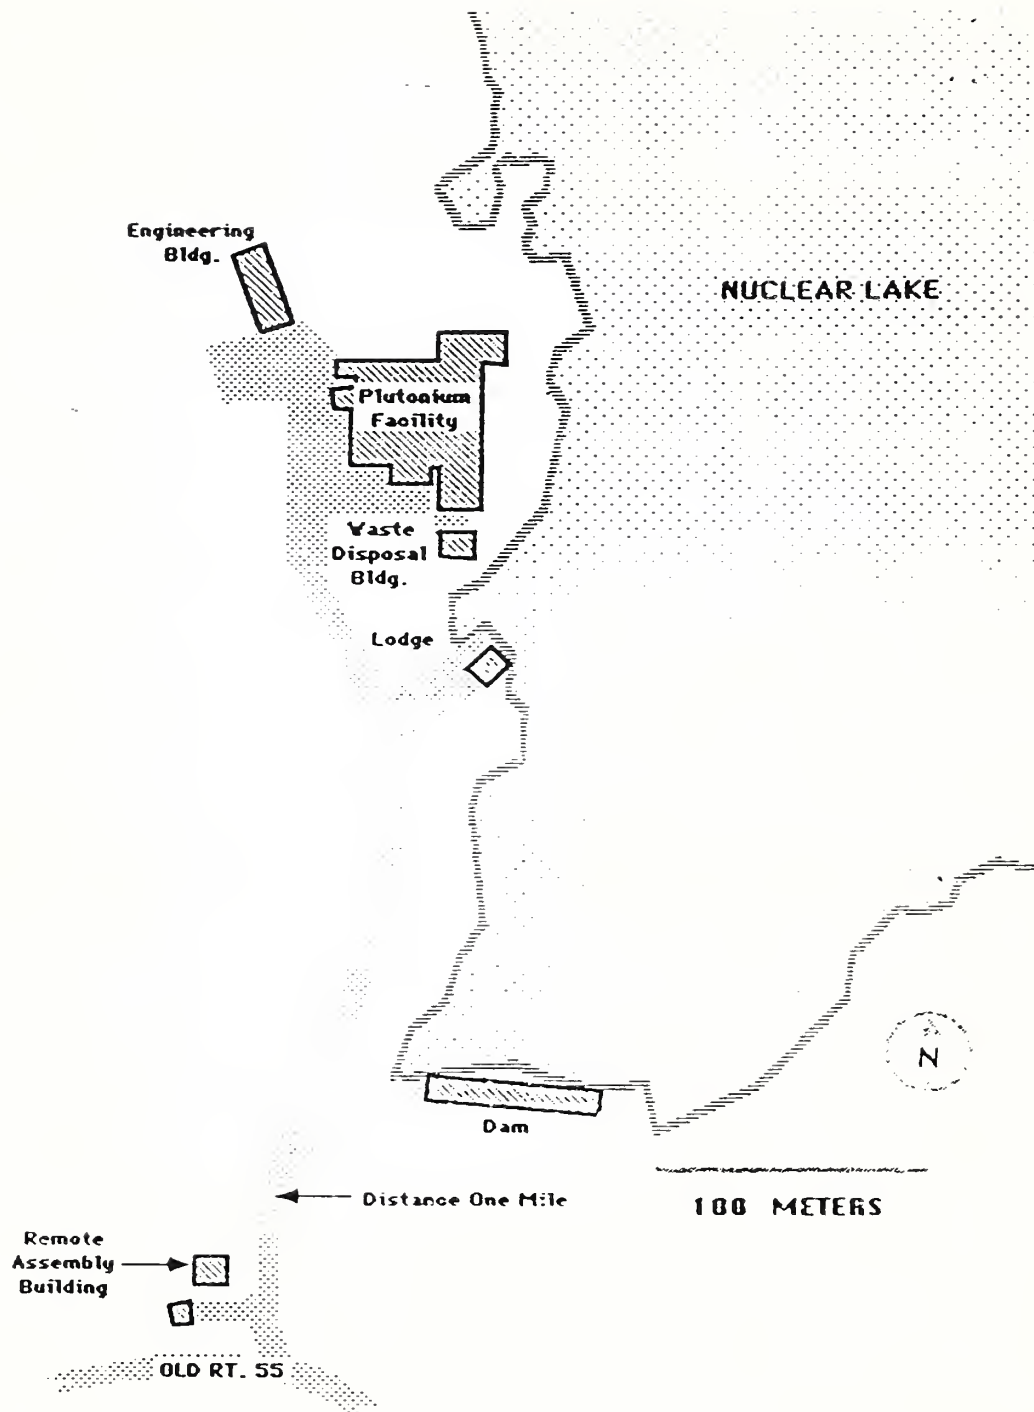 Engineering
Bldg.
NUCLEAR LAKE
Plutonium
Facility
Waste
Disposal
Bldg.
Lodge
N
Dam
Distance One Mile
100 METERS
Remote
Assembly
Building
OLD RT. 55